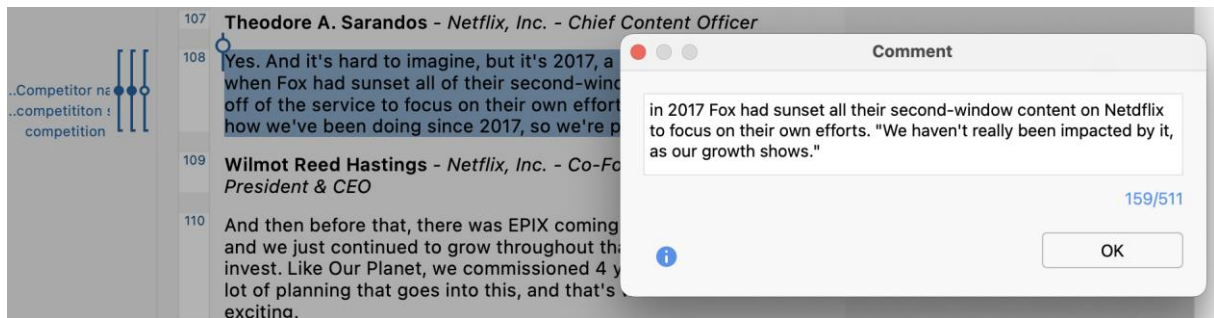 107 Theodore A. Sarandos - Netflix, Inc. - Chief Content Officer
108 Yes. And it's hard to imagine, but it's 2017, a
when Fox had sunset all of their second-wind
off of the service to focus on their own effort
how we've been doing since 2017, so we're p
..Competitor na
..competititon s
competition
109 Wilmot Reed Hastings - Netflix, Inc. - Co-Fo
President & CEO
110 And then before that, there was EPIX coming
and we just continued to grow throughout tha
invest. Like Our Planet, we commissioned 4 y
lot of planning that goes into this, and that's
exciting.
Comment
in 2017 Fox had sunset all their second-window content on Netdflix
to focus on their own efforts. "We haven't really been impacted by it,
as our growth shows."
159/511
OK